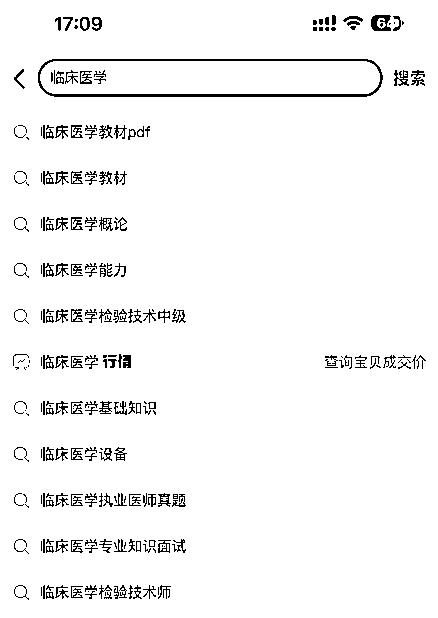 17:09
临床医学 搜索
临床医学教材pdf
临床医学教材
临床医学概论
临床医学能力
临床医学检验技术中级
临床医学 行情 查询宝贝成交价
临床医学基础知识
临床医学设备
临床医学执业医师真题
临床医学专业知识面试
临床医学检验技术师